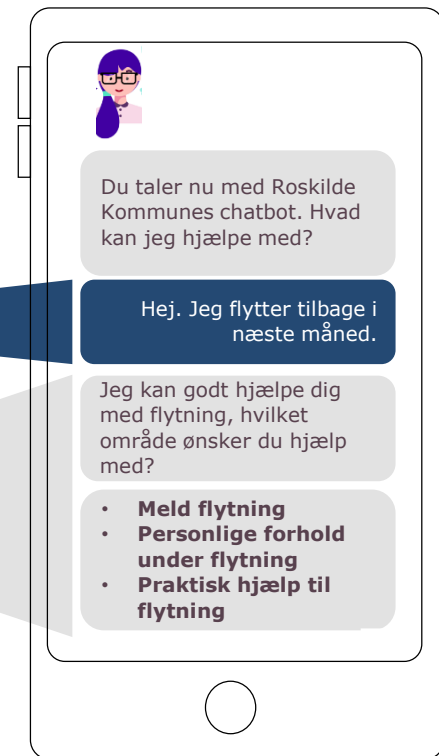 Du taler nu med Roskilde
Kommunes chatbot. Hvad
kan jeg hjælpe med?
Hej. Jeg flytter tilbage i
næste måned.
Jeg kan godt hjælpe dig
med flytning, hvilket
område ønsker du hjælp
med?
• Meld flytning
• Personlige forhold
under flytning
• Praktisk hjælp til
flytning